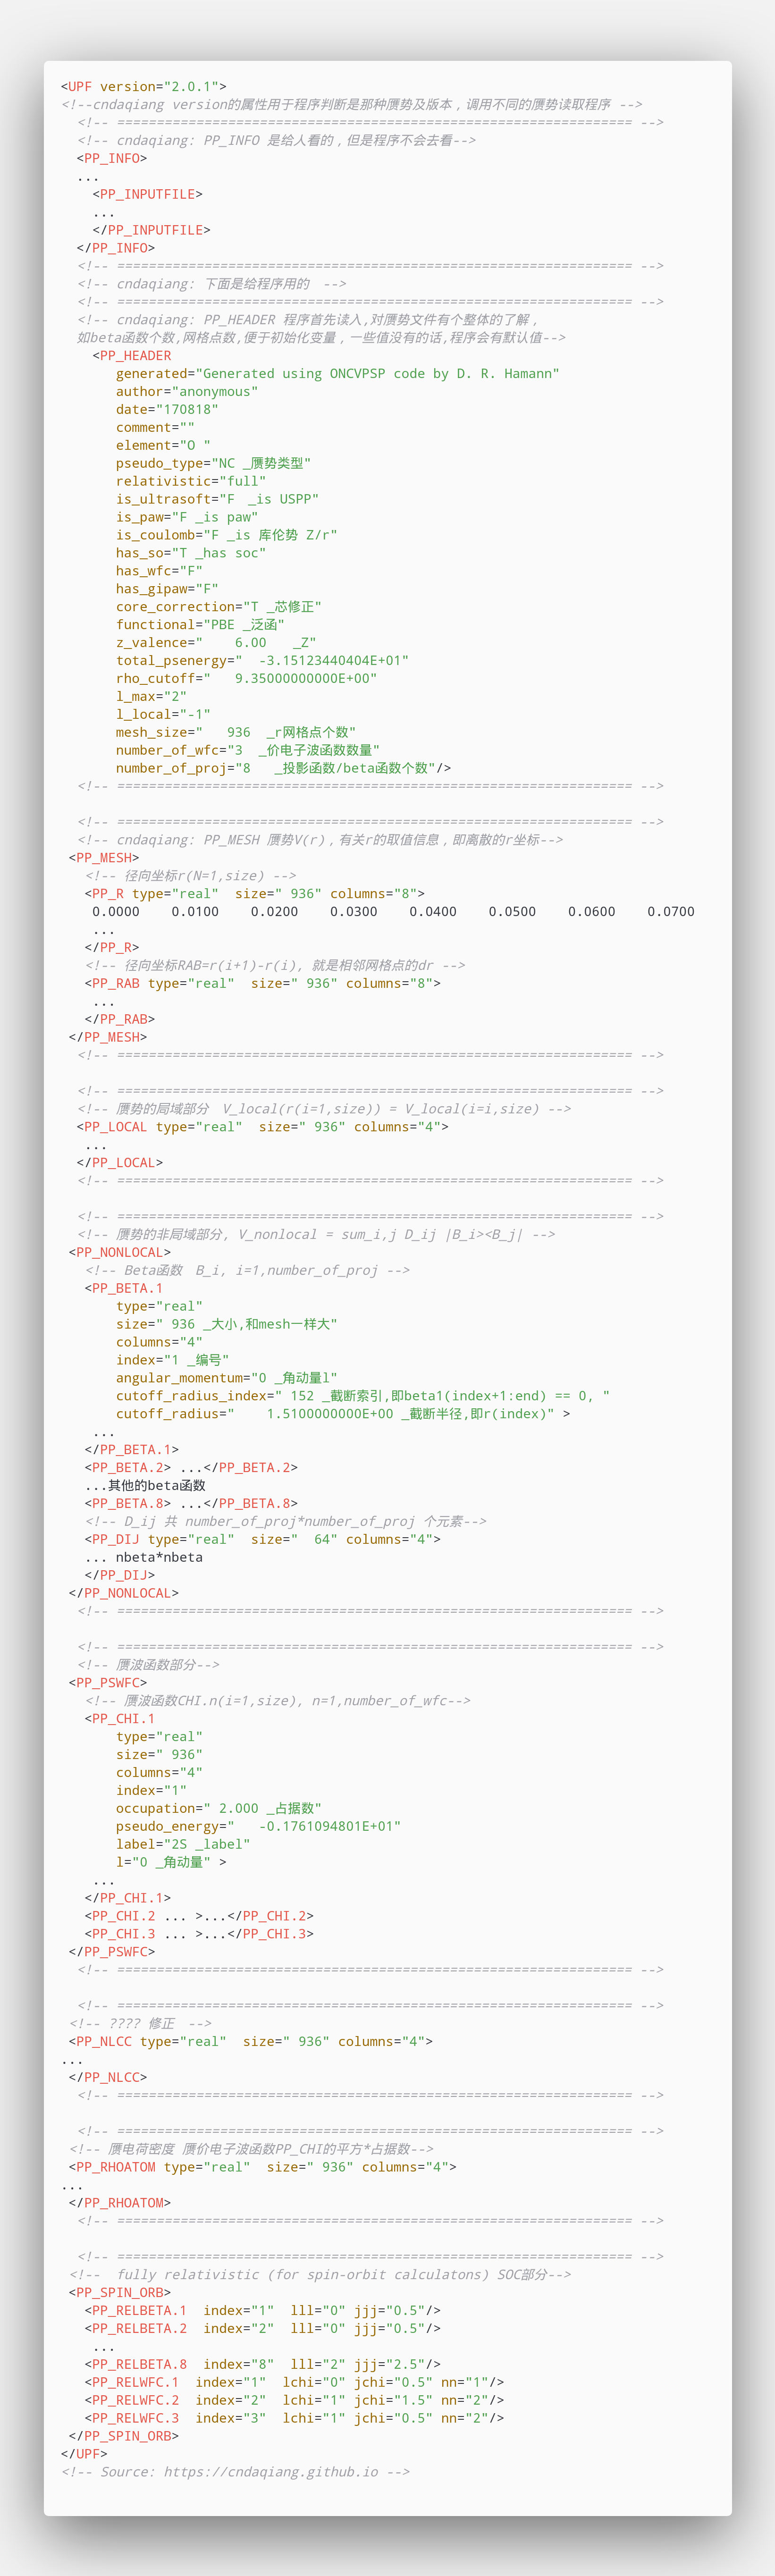 <UPF version="2.0.1">
<!--cndaqiang version的属性用于程序判断是那种赝势及版本，调用不同的赝势读取程序 -->
<!-- ================================================================= -->
<!-- cndaqiang: PP_INFO 是给人看的，但是程序不会去看-->
<PP_INFO>
...
<PP_INPUTFILE>
...
</PP_INPUTFILE>
</PP_INFO>
<!-- ================================================================= -->
<!-- cndaqiang: 下面是给程序用的  -->
<!-- ================================================================= -->
<!-- cndaqiang: PP_HEADER 程序首先读入,对赝势文件有个整体的了解，
如beta函数个数,网格点数,便于初始化变量，一些值没有的话,程序会有默认值-->
<PP_HEADER
generated="Generated using ONCVPSP code by D. R. Hamann"
author="anonymous"
date="170818"
comment=""
element="O "
pseudo_type="NC _赝势类型"
relativistic="full"
is_ultrasoft="F  _is USPP"
is_paw="F _is paw"
is_coulomb="F _is 库伦势 Z/r"
has_so="T _has soc"
has_wfc="F"
has_gipaw="F"
core_correction="T _芯修正"
functional="PBE _泛函"
z_valence="    6.00   _Z"
total_psenergy="  -3.15123440404E+01"
rho_cutoff="   9.35000000000E+00"
l_max="2"
l_local="-1"
mesh_size="   936  _r网格点个数"
number_of_wfc="3  _价电子波函数数量"
number_of_proj="8   _投影函数/beta函数个数"/>
<!-- ================================================================= -->
<!-- ================================================================= -->
<!-- cndaqiang: PP_MESH 赝势V(r)，有关r的取值信息，即离散的r坐标-->
<PP_MESH>
<!-- 径向坐标r(N=1,size) -->
<PP_R type="real"  size=" 936" columns="8">
0.0000    0.0100    0.0200    0.0300    0.0400    0.0500    0.0600    0.0700
...
</PP_R>
<!-- 径向坐标RAB=r(i+1)-r(i), 就是相邻网格点的dr -->
<PP_RAB type="real"  size=" 936" columns="8">
...
</PP_RAB>
</PP_MESH>
<!-- ================================================================= -->
<!-- ================================================================= -->
<!-- 赝势的局域部分  V_local(r(i=1,size)) = V_local(i=i,size) -->
<PP_LOCAL type="real"  size=" 936" columns="4">
...
</PP_LOCAL>
<!-- ================================================================= -->
<!-- ================================================================= -->
<!-- 赝势的非局域部分, V_nonlocal = sum_i,j D_ij |B_i><B_j| -->
<PP_NONLOCAL>
<!-- Beta函数  B_i, i=1,number_of_proj -->
<PP_BETA.1
type="real"
size=" 936 _大小,和mesh一样大"
columns="4"
index="1 _编号"
angular_momentum="0 _角动量l"
cutoff_radius_index=" 152 _截断索引,即beta1(index+1:end) == 0, "
cutoff_radius="    1.5100000000E+00 _截断半径,即r(index)" >
...
</PP_BETA.1>
<PP_BETA.2> ...</PP_BETA.2>
...其他的beta函数
<PP_BETA.8> ...</PP_BETA.8>
<!-- D_ij 共 number_of_proj*number_of_proj 个元素-->
<PP_DIJ type="real"  size="  64" columns="4">
... nbeta*nbeta
</PP_DIJ>
</PP_NONLOCAL>
<!-- ================================================================= -->
<!-- ================================================================= -->
<!-- 赝波函数部分-->
<PP_PSWFC>
<!-- 赝波函数CHI.n(i=1,size), n=1,number_of_wfc-->
<PP_CHI.1
type="real"
size=" 936"
columns="4"
index="1"
occupation=" 2.000 _占据数"
pseudo_energy="   -0.1761094801E+01"
label="2S _label"
l="0 _角动量" >
...
</PP_CHI.1>
<PP_CHI.2 ... >...</PP_CHI.2>
<PP_CHI.3 ... >...</PP_CHI.3>
</PP_PSWFC>
<!-- ================================================================= -->
<!-- ================================================================= -->
<!-- ???? 修正  -->
<PP_NLCC type="real"  size=" 936" columns="4">
...
</PP_NLCC>
<!-- ================================================================= -->
<!-- ================================================================= -->
<!-- 赝电荷密度 赝价电子波函数PP_CHI的平方*占据数-->
<PP_RHOATOM type="real"  size=" 936" columns="4">
...
</PP_RHOATOM>
<!-- ================================================================= -->
<!-- ================================================================= -->
<!--  fully relativistic (for spin-orbit calculatons) SOC部分-->
<PP_SPIN_ORB>
<PP_RELBETA.1  index="1"  lll="0" jjj="0.5"/>
<PP_RELBETA.2  index="2"  lll="0" jjj="0.5"/>
...
<PP_RELBETA.8  index="8"  lll="2" jjj="2.5"/>
<PP_RELWFC.1  index="1"  lchi="0" jchi="0.5" nn="1"/>
<PP_RELWFC.2  index="2"  lchi="1" jchi="1.5" nn="2"/>
<PP_RELWFC.3  index="3"  lchi="1" jchi="0.5" nn="2"/>
</PP_SPIN_ORB>
</UPF>
<!-- Source: https://cndaqiang.github.io -->